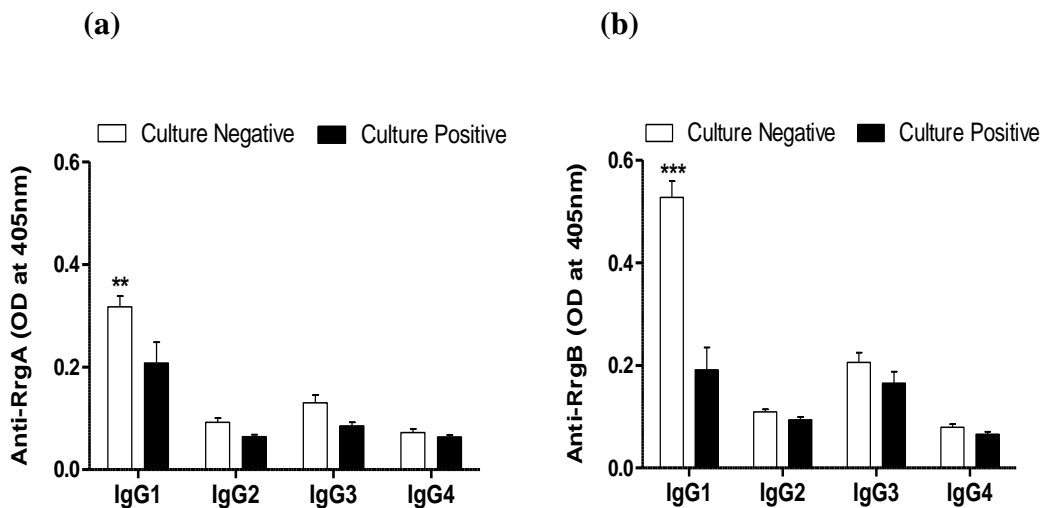 (a)
Culture Negative Culture Positive
Anti-RrgA (OD at 405nm)
0.6
0.4
0.2
0.0
**
IgG1 IgG2 IgG3 IgG4
(b)
Culture Negative Culture Positive
Anti-RrgB (OD at 405nm)
0.6
0.4
0.2
0.0
***
IgG1 IgG2 IgG3 IgG4